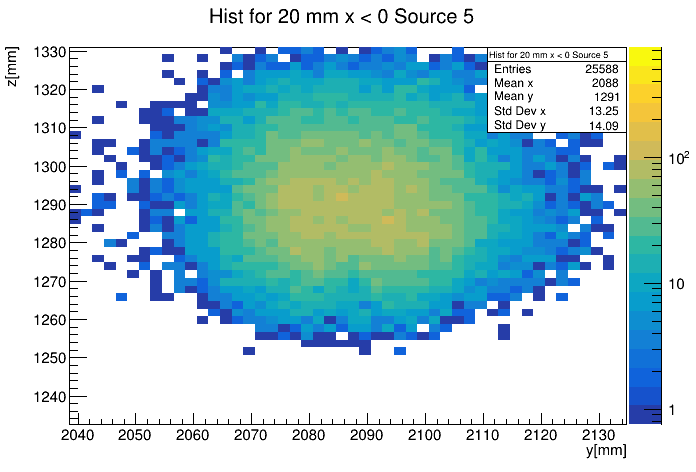 Hist for 20 mm x < 0 Source 5
z[mm]
1330
1320
1310
1300
1290
1280
1270
1260
1250
1240
Hist for 20 mm x < 0 Source 5
Entries 25588
Mean x 2088
Mean y 1291
Std Dev x 13.25
Std Dev y 14.09
10²
10
1
2040 2050 2060 2070 2080 2090 2100 2110 2120 2130
y[mm]